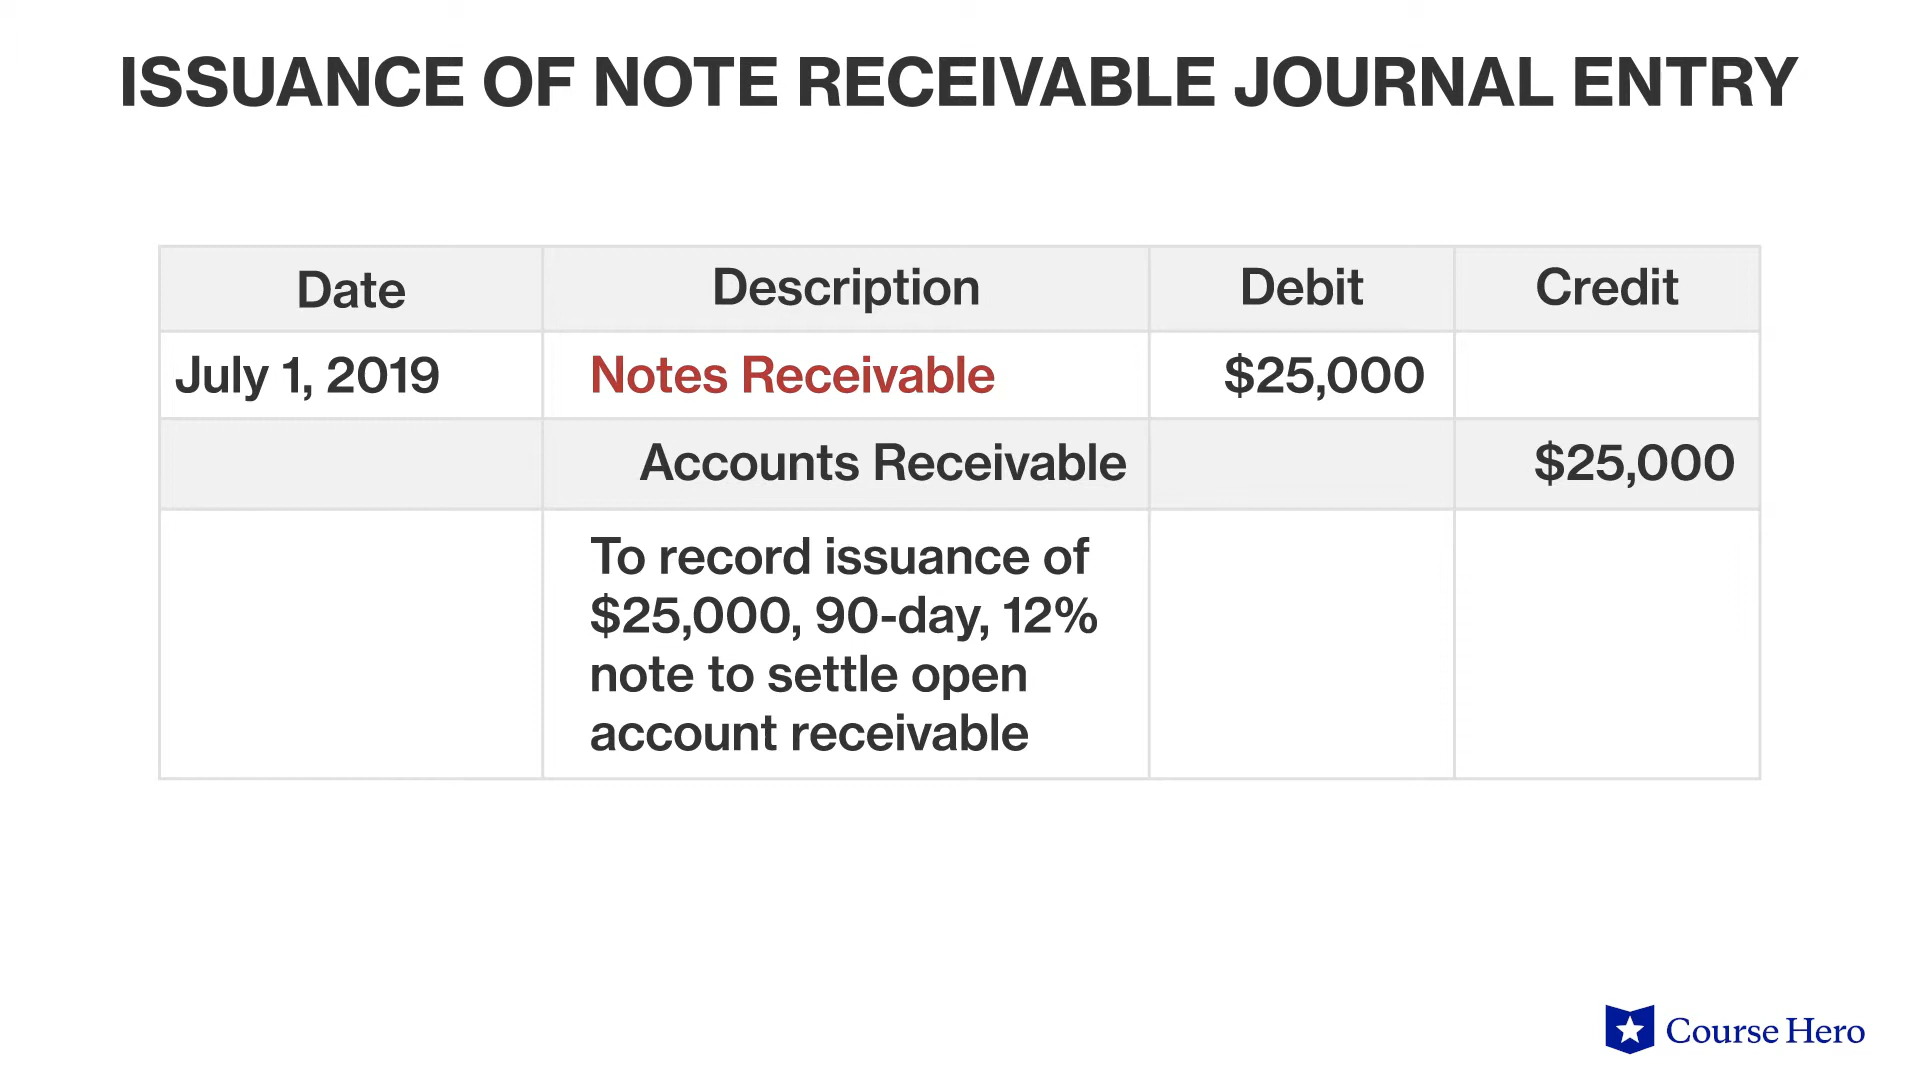 ISSUANCE OF NOTE RECEIVABLE JOURNAL ENTRY
Date Description Debit Credit
July 1, 2019 Notes Receivable $25,000
Accounts Receivable $25,000
To record issuance of
$25,000, 90-day, 12%
note to settle open
account receivable
Course Hero